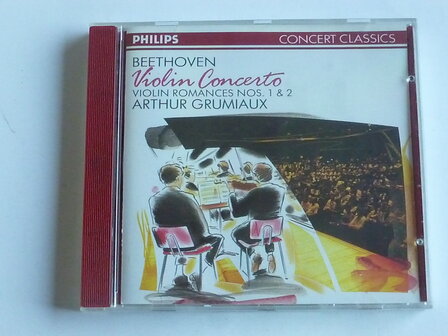 PHILIPS CONCERT CLASSICS
BEETHOVEN
Violin Concerto
VIOLIN ROMANCES NOS. 1 & 2
ARTHUR GRUMIAUX